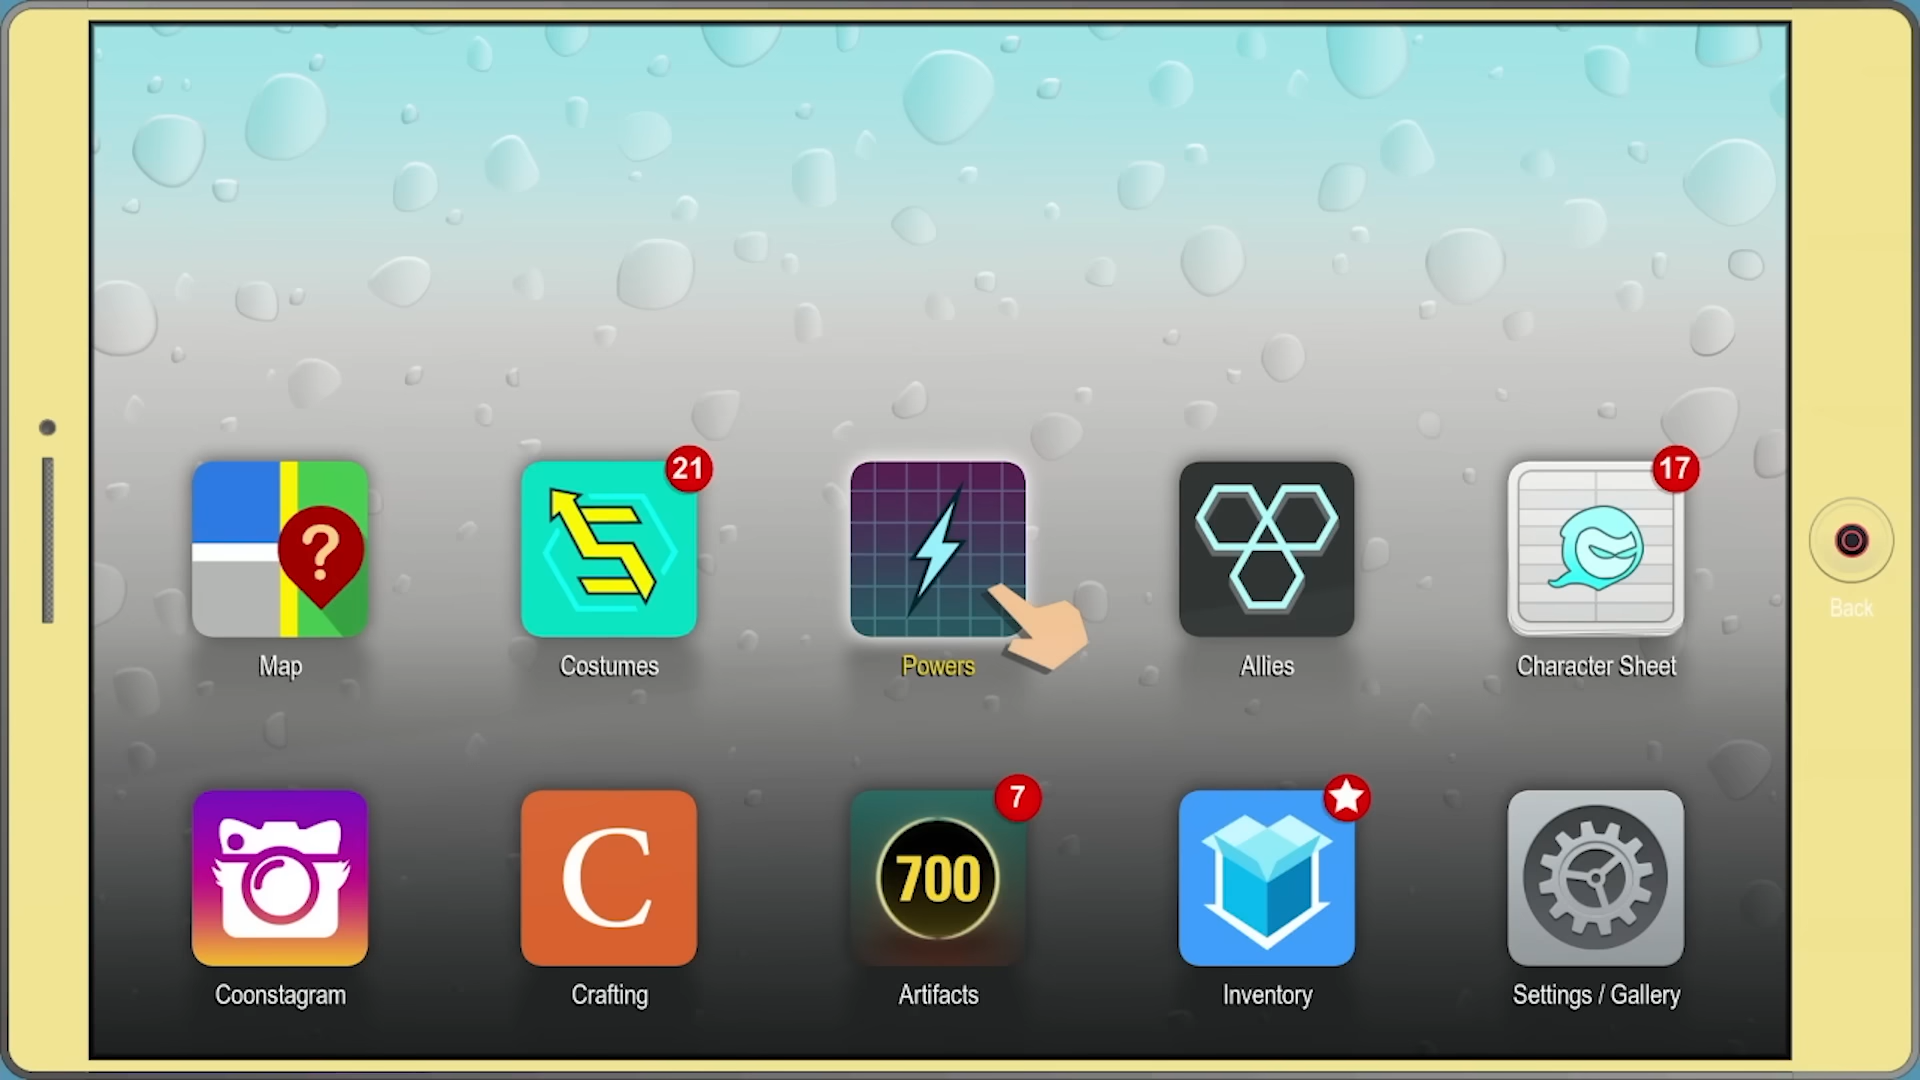 21
17
?
Map
Costumes
Powers
Allies
Character Sheet
Back
7
C
700
Coonstagram
Crafting
Artifacts
Inventory
Settings / Gallery